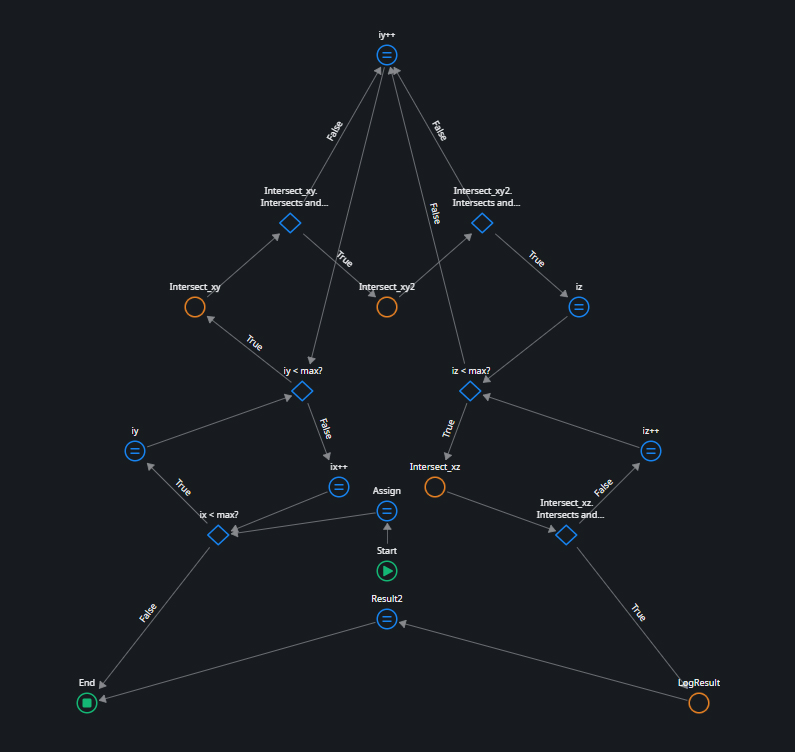 iy++
False
False
Intersect_xy.
Intersects and...
Intersect_xy2.
Intersects and...
False
True
True
Intersect_xy
Intersect_xy2
iz
True
iy < max?
iz < max?
False
True
iy
iz++
ix++
Intersect_xz
True
Assign
False
Intersect_xz.
Intersects and...
ix < max?
Start
Result2
False
True
End
LogResult